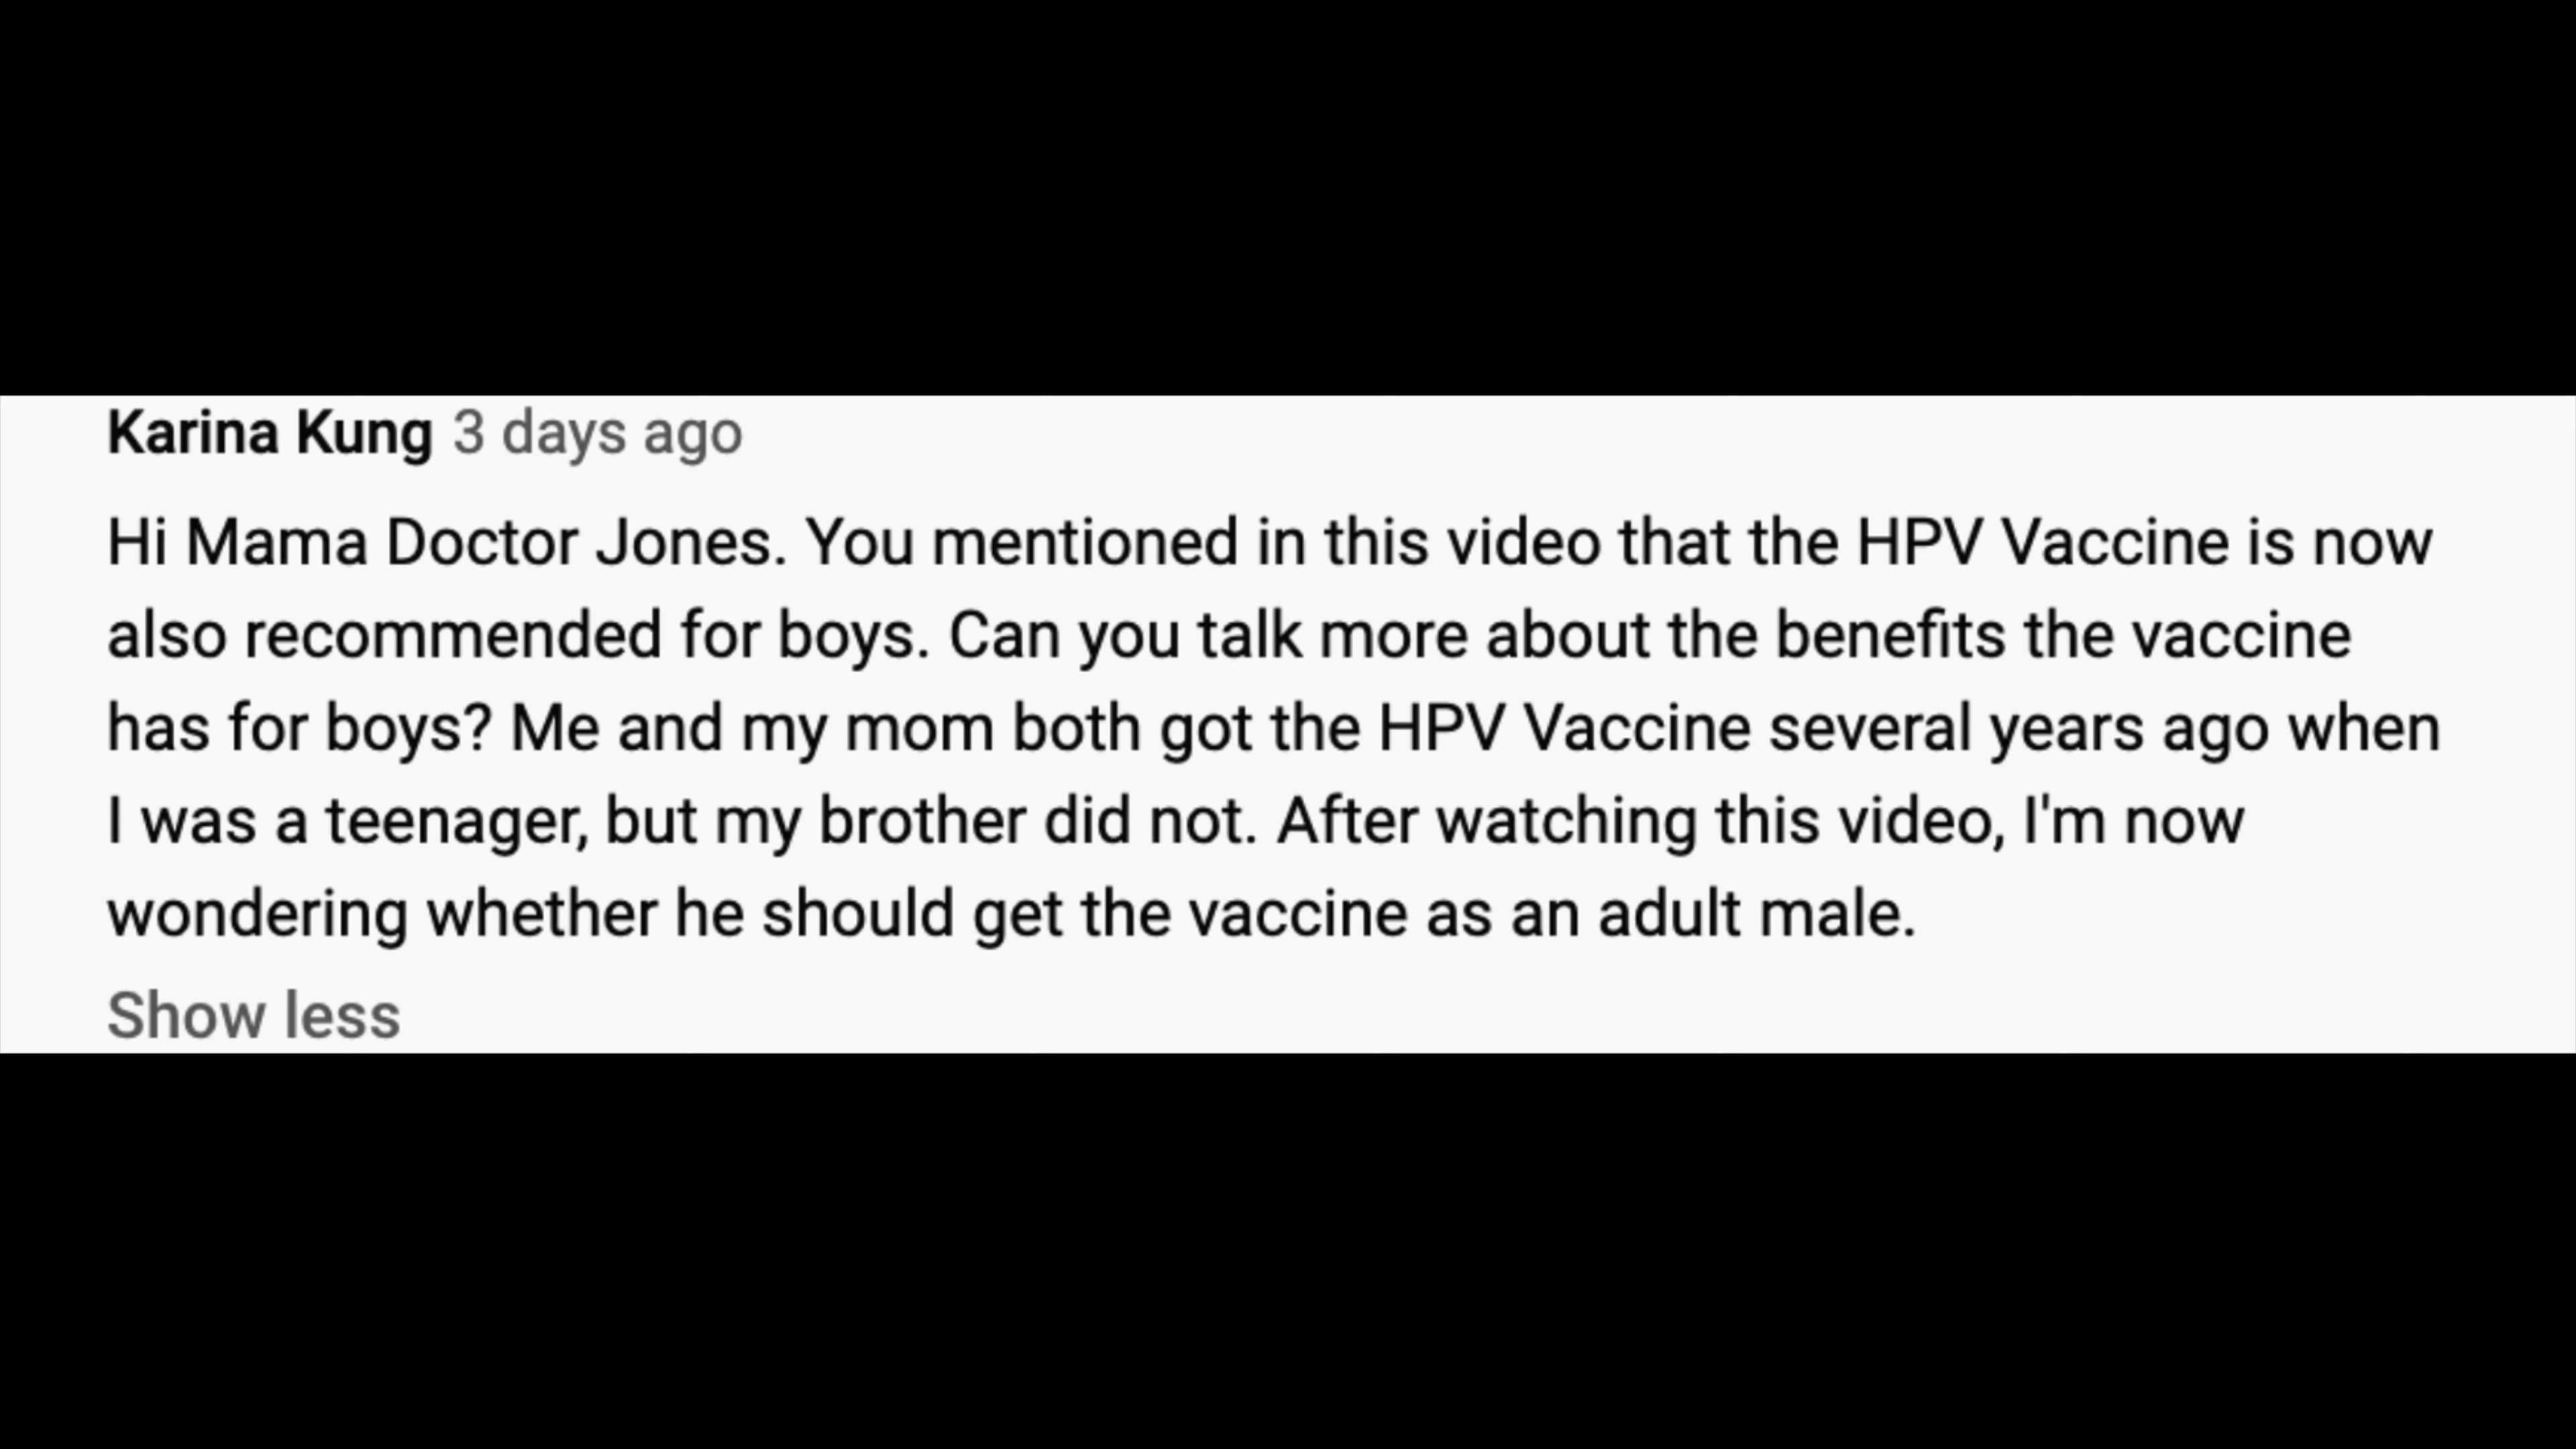 Karina Kung 3 days ago
Hi Mama Doctor Jones. You mentioned in this video that the HPV Vaccine is now
also recommended for boys. Can you talk more about the benefits the vaccine
has for boys? Me and my mom both got the HPV Vaccine several years ago when
I was a teenager, but my brother did not. After watching this video, I'm now
wondering whether he should get the vaccine as an adult male.
Show less